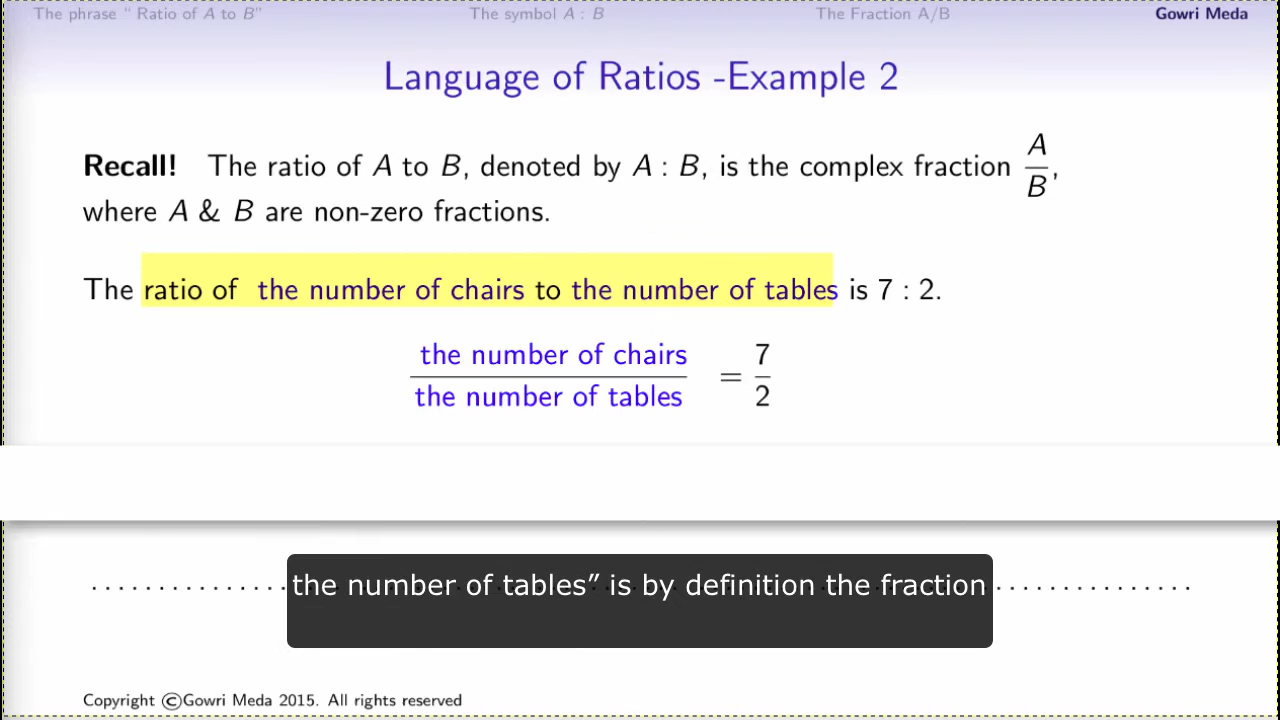 The phrase “ Ratio of A to B” The symbol A : B The Fraction A/B Gowri Meda
Language of Ratios -Example 2
Recall! The ratio of A to B, denoted by A : B, is the complex fraction A/B,
where A & B are non-zero fractions.
The ratio of the number of chairs to the number of tables is 7 : 2.
the number of chairs
the number of tables
= 7/2
the number of tables” is by definition the fraction
Copyright ©Gowri Meda 2015. All rights reserved